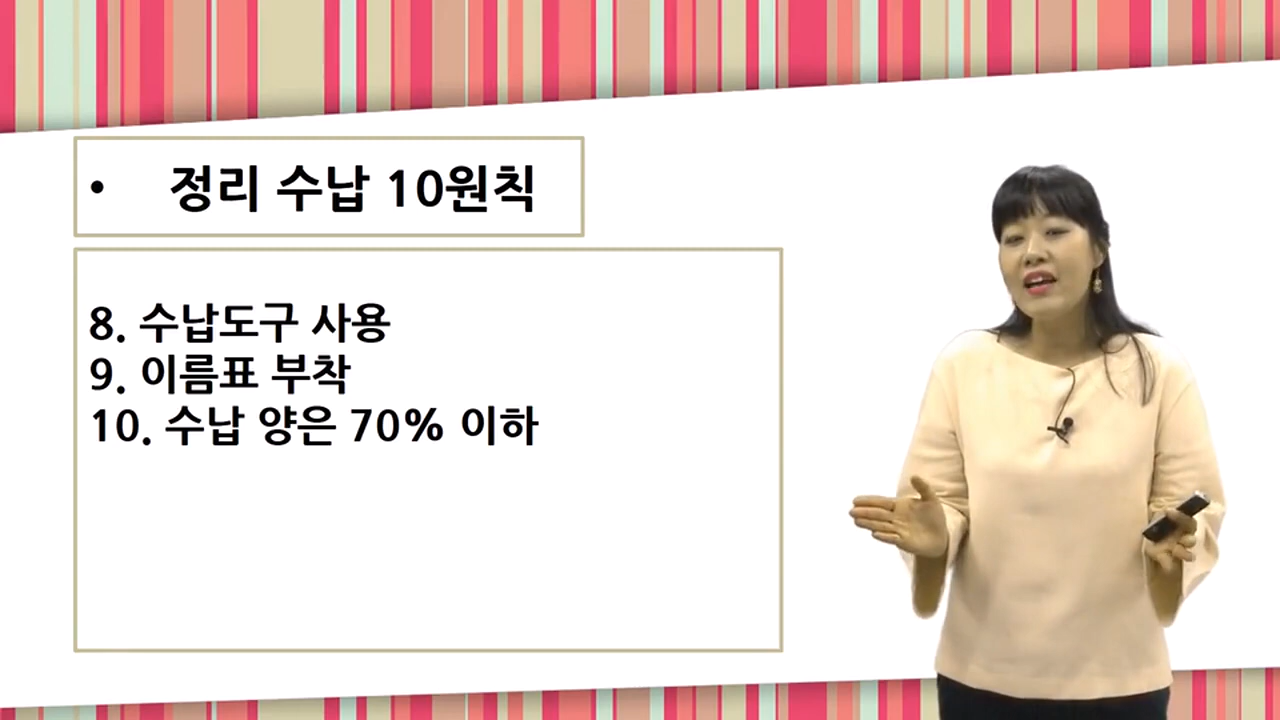 • 정리 수납 10원칙
8. 수납도구 사용
9. 이름표 부착
10. 수납 양은 70% 이하